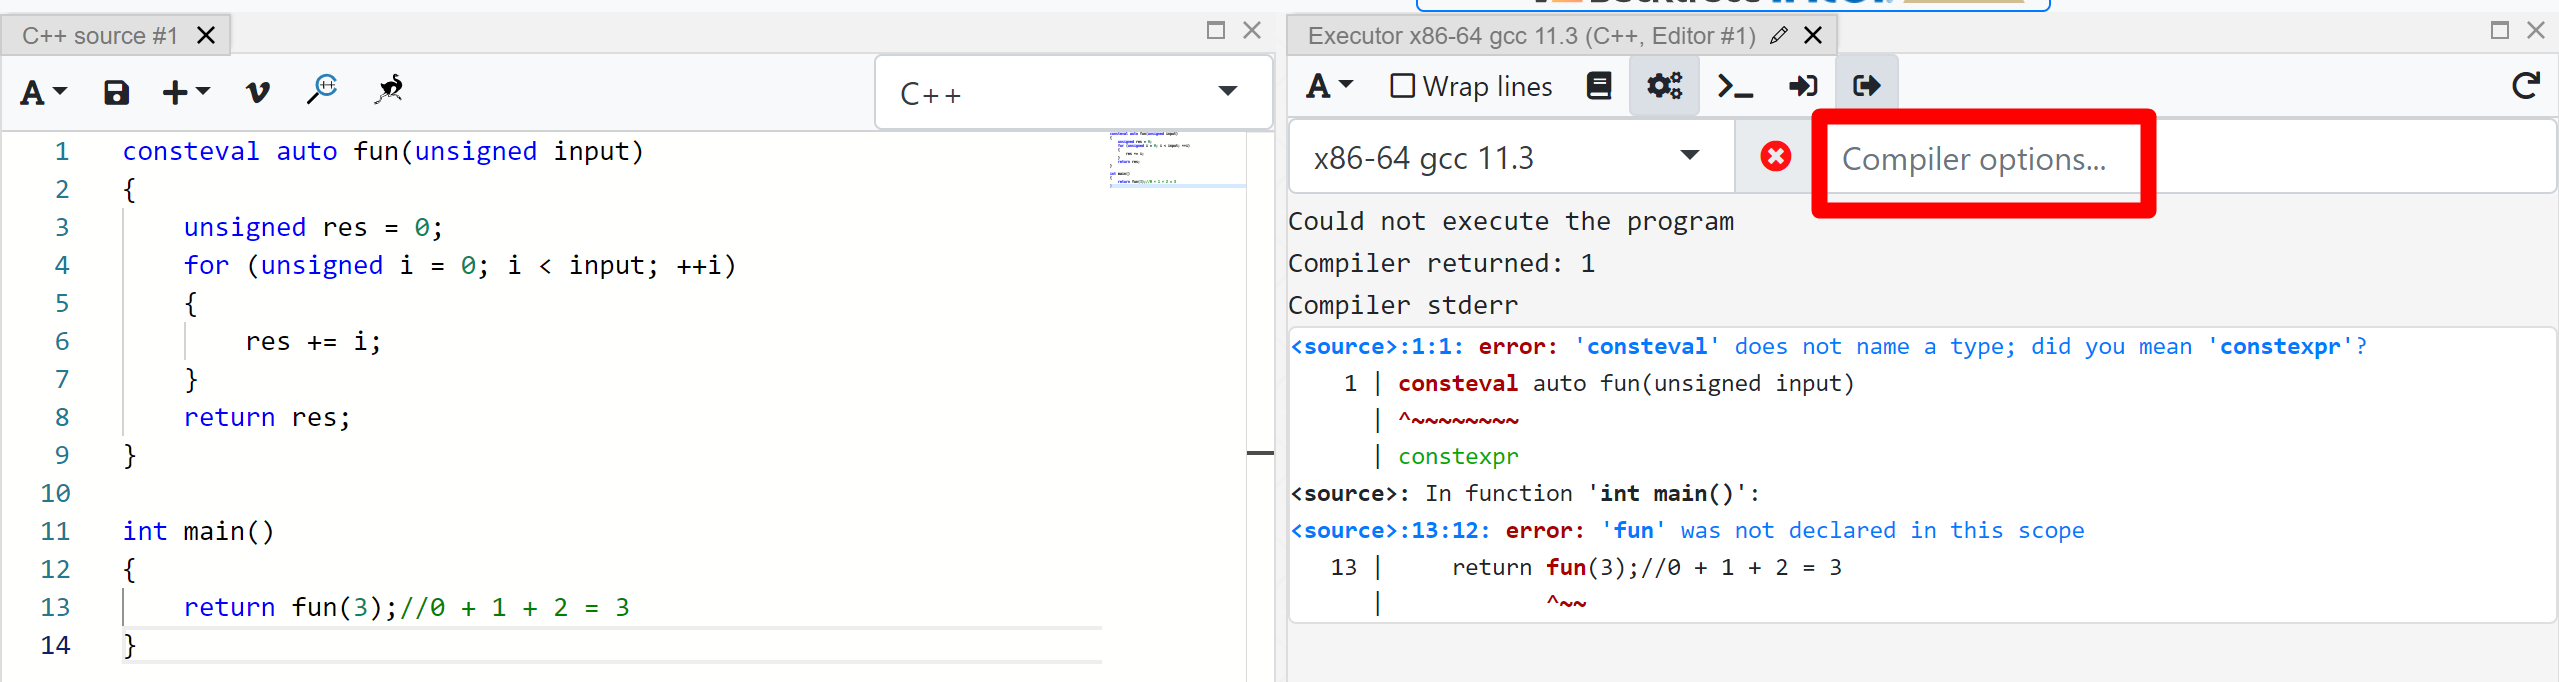 C++ source #1
C++
1 consteval auto fun(unsigned input)
2 {
3     unsigned res = 0;
4     for (unsigned i = 0; i < input; ++i)
5     {
6         res += i;
7     }
8     return res;
9 }
10
11 int main()
12 {
13     return fun(3);//0 + 1 + 2 = 3
14 }
Executor x86-64 gcc 11.3 (C++, Editor #1)
A Wrap lines
x86-64 gcc 11.3 Compiler options...
Could not execute the program
Compiler returned: 1
Compiler stderr
<source>:1:1: error: 'consteval' does not name a type; did you mean 'constexpr'?
    1 | consteval auto fun(unsigned input)
      | ^~~~~~~~~
      | constexpr
<source>: In function 'int main()':
<source>:13:12: error: 'fun' was not declared in this scope
   13 |     return fun(3);//0 + 1 + 2 = 3
      |            ^~~